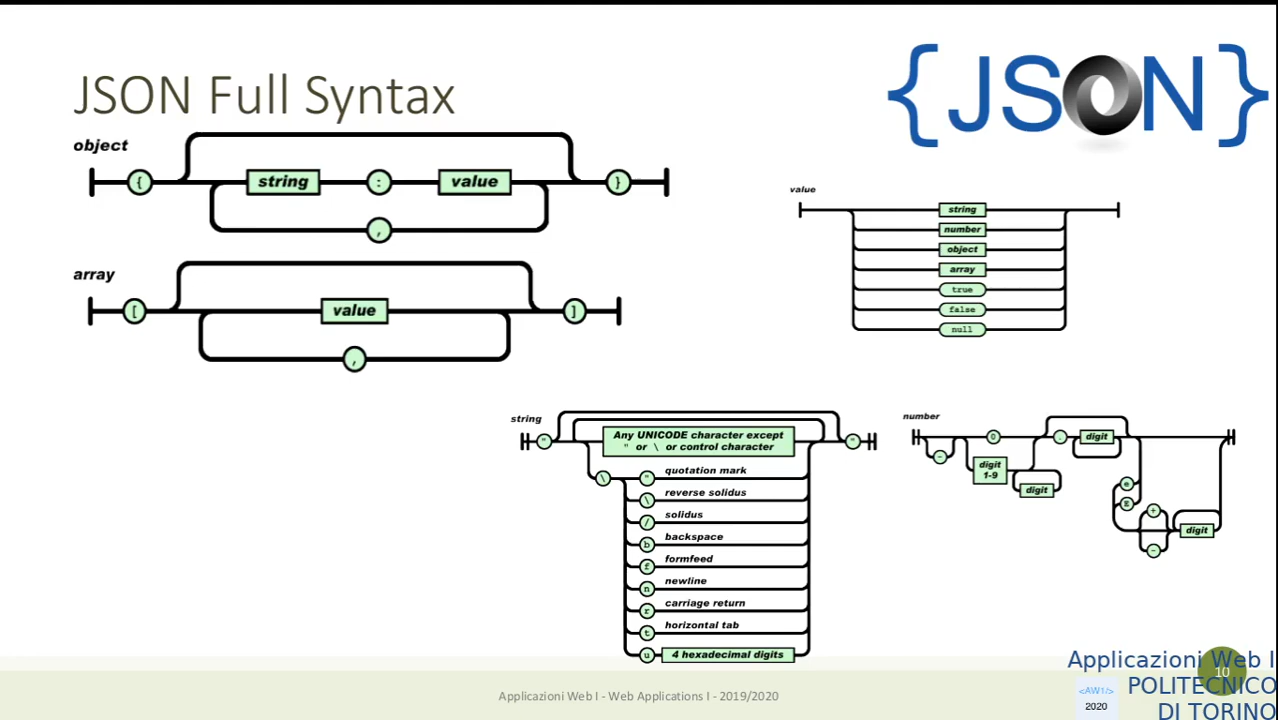 JSON Full Syntax
{JSON}
object
{ string : value }
,
array
[ value ]
,
value
string
number
object
array
true
false
null
string
" Any UNICODE character except "
" or \ or control character
\ " quotation mark
\ reverse solidus
/ solidus
b backspace
f formfeed
n newline
r carriage return
t horizontal tab
u 4 hexadecimal digits
number
0 . digit
-
digit
1-9
digit
e
E
+
digit
-
Applicazioni Web I - Web Applications I - 2019/2020
10
Applicazioni Web I
POLITECNICO
DI TORINO
<AW1/>
2020